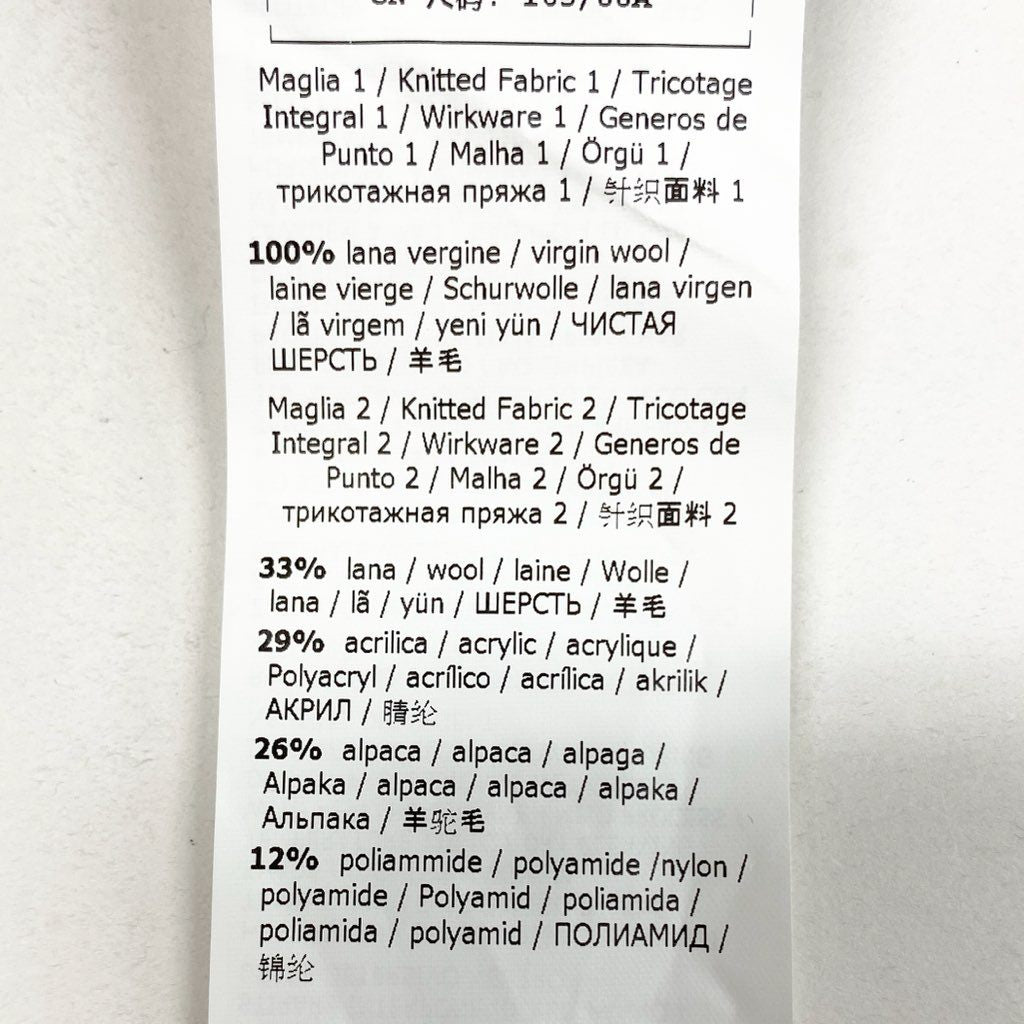 Maglia 1 / Knitted Fabric 1 / Tricotage
Integral 1 / Wirkware 1 / Generos de
Punto 1 / Malha 1 / Örgü 1 /
трикотажная пряжа 1 / 针织面料 1
100% lana vergine / virgin wool /
laine vierge / Schurwolle / lana virgen
/ lã virgem / yeni yün / ЧИСТАЯ
ШЕРСТЬ / 羊毛
Maglia 2 / Knitted Fabric 2 / Tricotage
Integral 2 / Wirkware 2 / Generos de
Punto 2 / Malha 2 / Örgü 2 /
трикотажная пряжа 2 / 针织面料 2
33% lana / wool / laine / Wolle /
lana / lã / yün / ШЕРСТЬ / 羊毛
29% acrilica / acrylic / acrylique /
Polyacryl / acrílico / acrílica / akrilik /
АКРИЛ / 腈纶
26% alpaca / alpaca / alpaga /
Alpaka / alpaca / alpaca / alpaka /
Альпака / 羊驼毛
12% poliammide / polyamide /nylon /
polyamide / Polyamid / poliamida /
poliamida / polyamid / ПОЛИАМИД /
锦纶